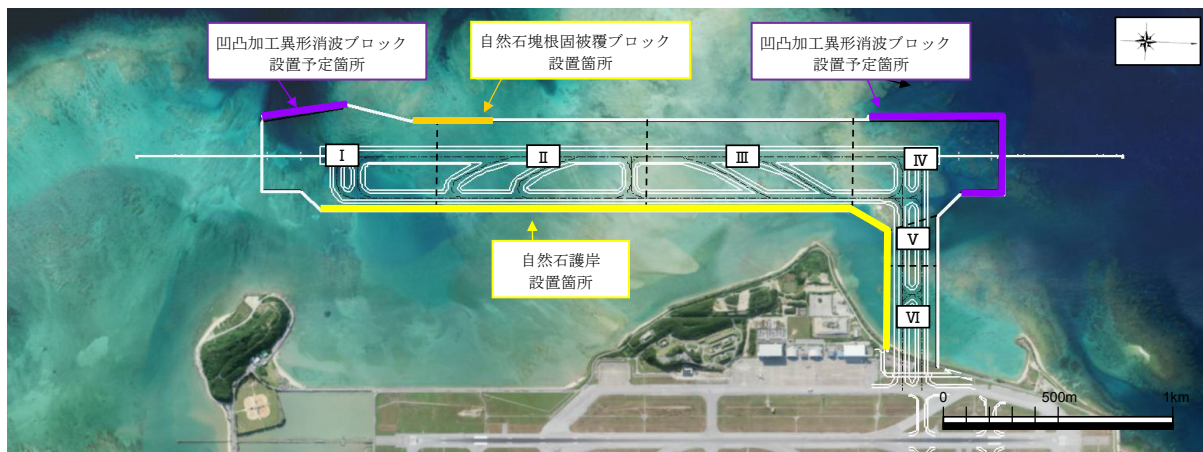 凹凸加工異形消波ブロック
設置予定箇所
自然石塊根固被覆ブロック
設置箇所
凹凸加工異形消波ブロック
設置予定箇所
Ⅰ
Ⅱ
Ⅲ
Ⅳ
Ⅴ
自然石護岸
設置箇所
Ⅵ
0
500m
1km